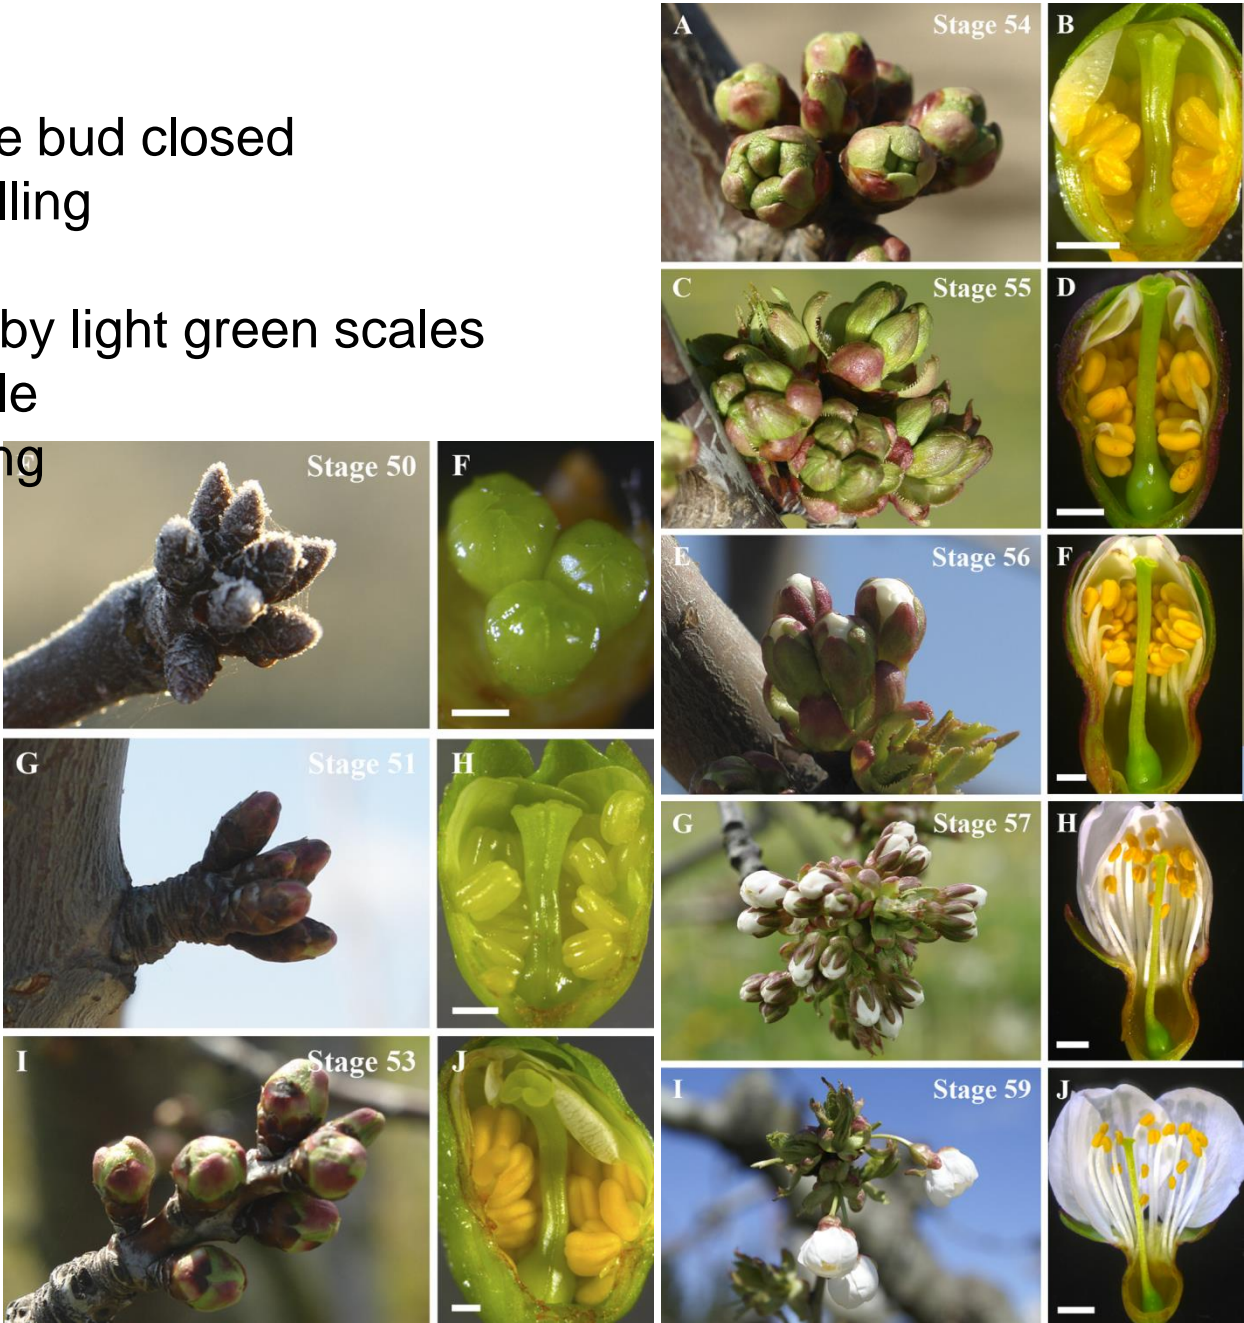 e bud closed
lling
by light green scales
le
ng
Stage 50
F
G
Stage 51
H
I
Stage 53
J
A
Stage 54
B
C
Stage 55
D
E
Stage 56
F
G
Stage 57
H
I
Stage 59
J